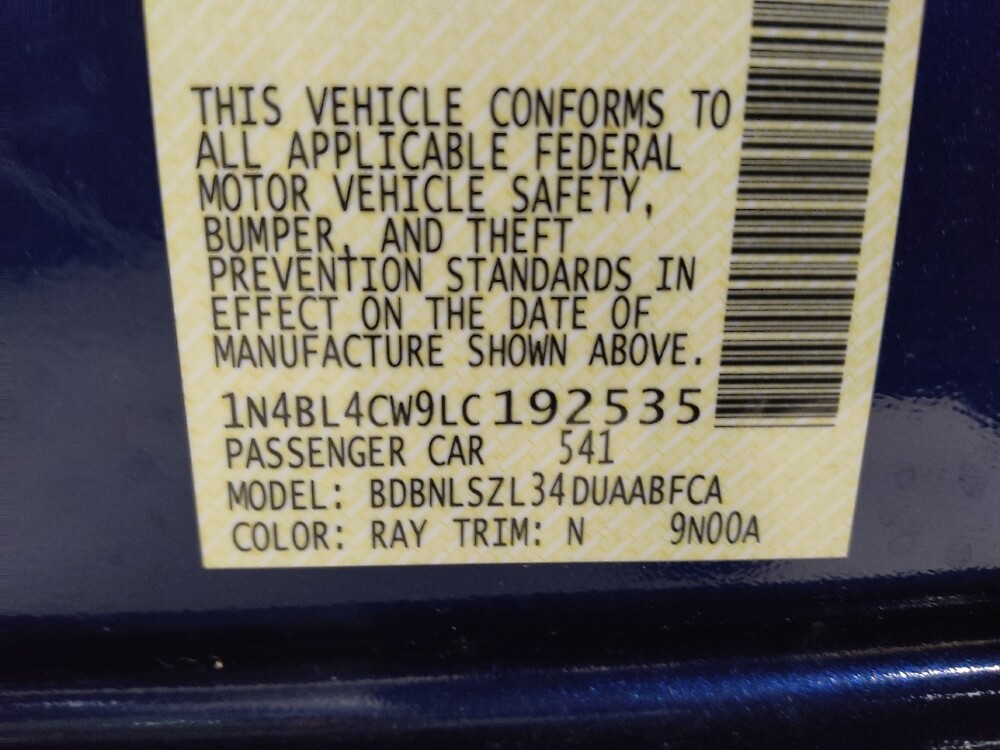 THIS VEHICLE CONFORMS TO
ALL APPLICABLE FEDERAL
MOTOR VEHICLE SAFETY,
BUMPER, AND THEFT
PREVENTION STANDARDS IN
EFFECT ON THE DATE OF
MANUFACTURE SHOWN ABOVE.
1N4BL4CW9LC192535
PASSENGER CAR 541
MODEL: BDBNLSZL34DUAABFCA
COLOR: RAY TRIM: N 9N00A